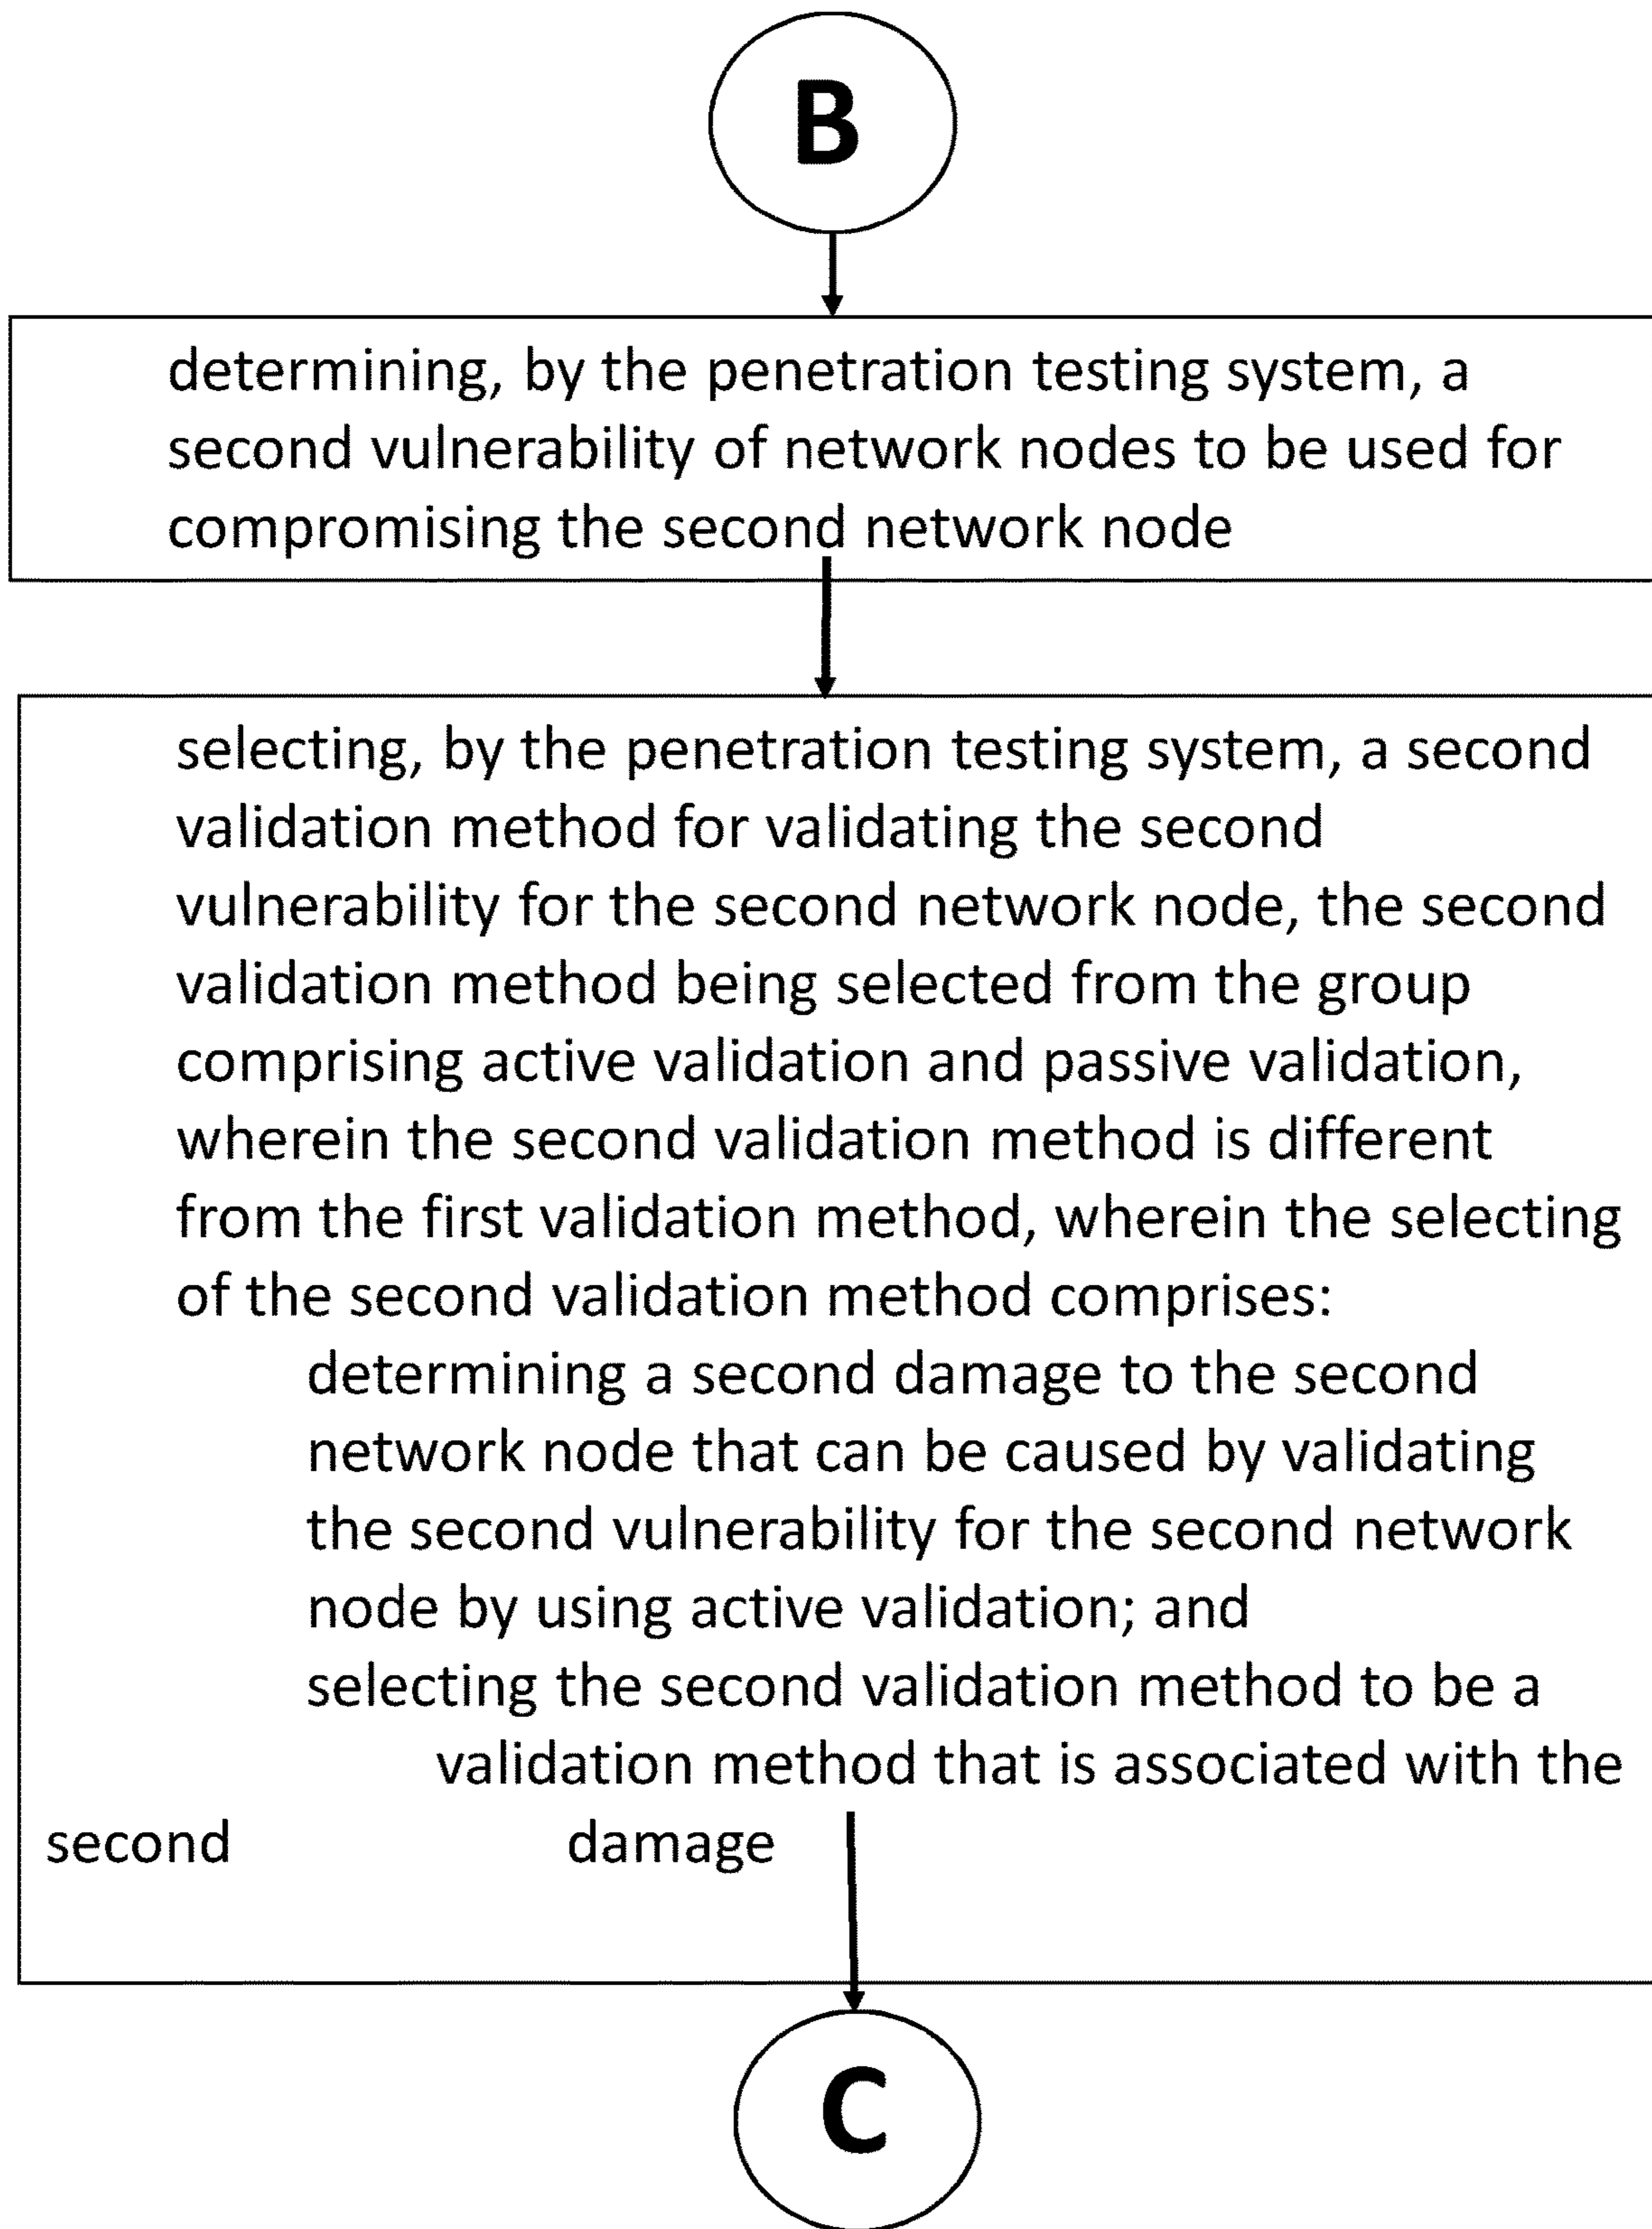 B
determining, by the penetration testing system, a
second vulnerability of network nodes to be used for
compromising the second network node
selecting, by the penetration testing system, a second
validation method for validating the second
vulnerability for the second network node, the second
validation method being selected from the group
comprising active validation and passive validation,
wherein the second validation method is different
from the first validation method, wherein the selecting
of the second validation method comprises:
determining a second damage to the second
network node that can be caused by validating
the second vulnerability for the second network
node by using active validation; and
selecting the second validation method to be a
validation method that is associated with the
second damage
C